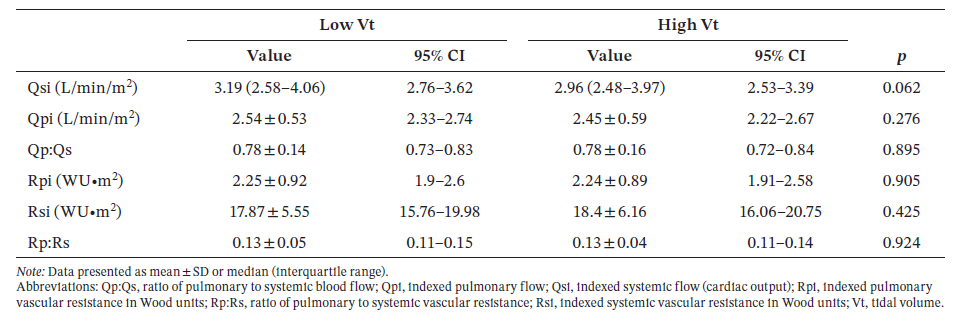 Low Vt High Vt
Value 95% CI Value 95% CI p
Qsi (L/min/m²) 3.19 (2.58–4.06) 2.76–3.62 2.96 (2.48–3.97) 2.53–3.39 0.062
Qpi (L/min/m²) 2.54±0.53 2.33–2.74 2.45±0.59 2.22–2.67 0.276
Qp:Qs 0.78±0.14 0.73–0.83 0.78±0.16 0.72–0.84 0.895
Rpi (WU•m²) 2.25±0.92 1.9–2.6 2.24±0.89 1.91–2.58 0.905
Rsi (WU•m²) 17.87±5.55 15.76–19.98 18.4±6.16 16.06–20.75 0.425
Rp:Rs 0.13±0.05 0.11–0.15 0.13±0.04 0.11–0.14 0.924
Note: Data presented as mean±SD or median (interquartile range).
Abbreviations: Qp:Qs, ratio of pulmonary to systemic blood flow; Qpi, indexed pulmonary flow; Qsi, indexed systemic flow (cardiac output); Rpi, indexed pulmonary
vascular resistance in Wood units; Rp:Rs, ratio of pulmonary to systemic vascular resistance; Rsi, indexed systemic vascular resistance in Wood units; Vt, tidal volume.